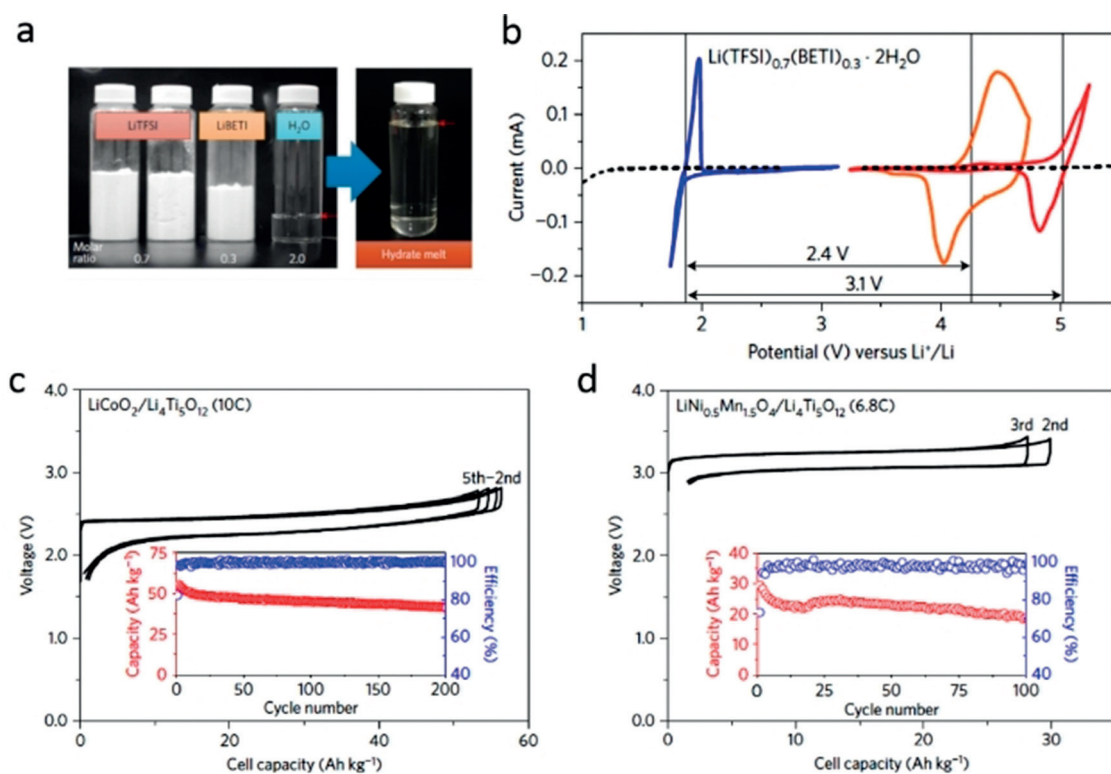 a
LiTFSI
LiBETI
H₂O
Molar
ratio
0.7
0.3
2.0
Hydrate melt
b
Li(TFSI)₀.₇(BETI)₀.₃ · 2H₂O
Current (mA)
0.2
0.1
0.0
−0.1
−0.2
2.4 V
3.1 V
1
2
3
4
5
Potential (V) versus Li⁺/Li
c
LiCoO₂/Li₄Ti₅O₁₂ (10C)
Voltage (V)
4.0
3.0
2.0
1.0
0.0
5th−2nd
Capacity (Ah kg⁻¹)
75
50
25
0
Efficiency (%)
100
80
60
40
0
50
100
150
200
Cycle number
0
20
40
60
Cell capacity (Ah kg⁻¹)
d
LiNi₀.₅Mn₁.₅O₄/Li₄Ti₅O₁₂ (6.8C)
Voltage (V)
4.0
3.0
2.0
1.0
0.0
3rd 2nd
Capacity (Ah kg⁻¹)
40
30
20
10
0
Efficiency (%)
100
80
60
40
0
25
50
75
100
Cycle number
0
10
20
30
Cell capacity (Ah kg⁻¹)